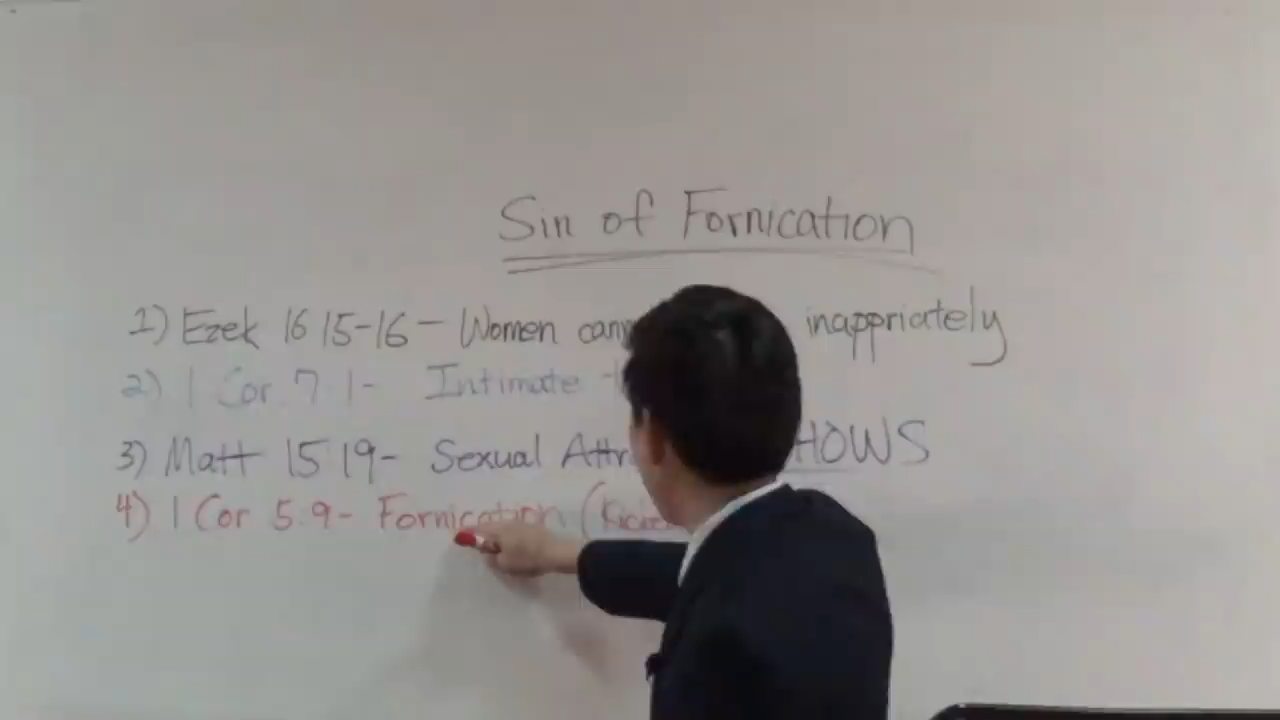 Sin of Fornication
1) Ezek 16 15-16 - Women inappriately
2) 1 Cor 7 1- Intimate
3) Matt 15 19- Sexual HOWS
4) 1 Cor 5.9- Fornication